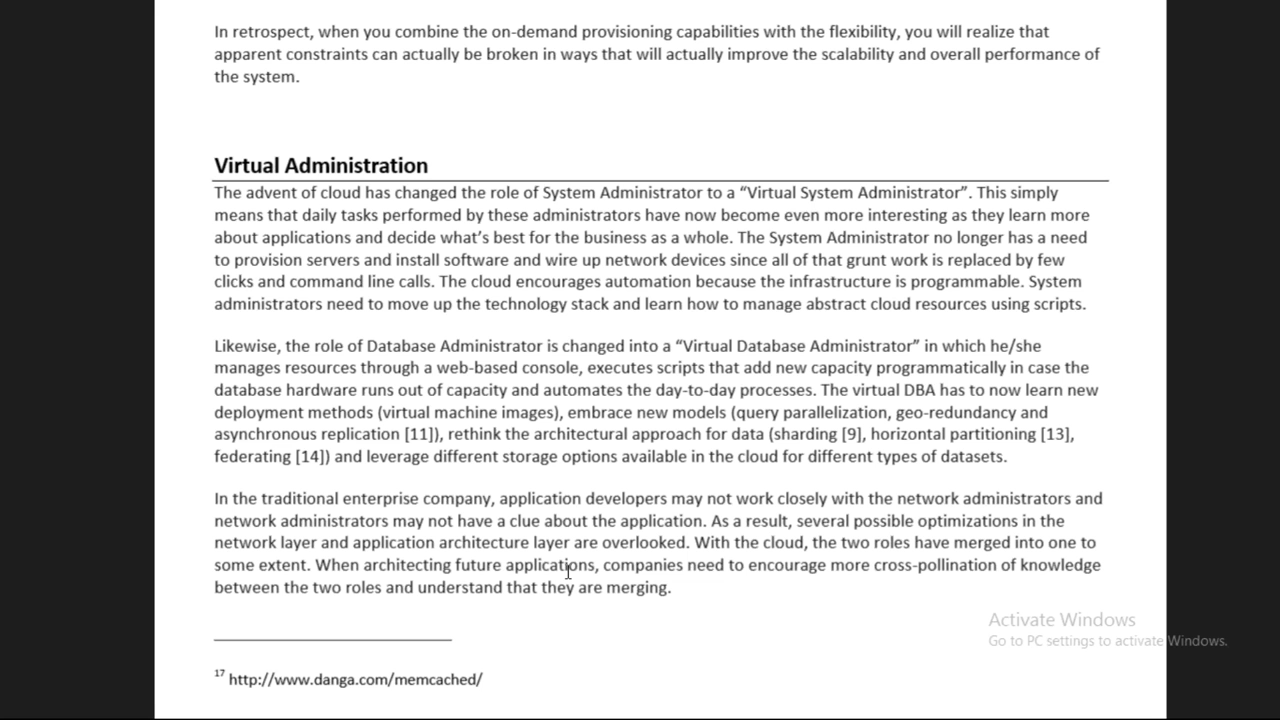 In retrospect, when you combine the on-demand provisioning capabilities with the flexibility, you will realize that
apparent constraints can actually be broken in ways that will actually improve the scalability and overall performance of
the system.
Virtual Administration
The advent of cloud has changed the role of System Administrator to a “Virtual System Administrator”. This simply
means that daily tasks performed by these administrators have now become even more interesting as they learn more
about applications and decide what’s best for the business as a whole. The System Administrator no longer has a need
to provision servers and install software and wire up network devices since all of that grunt work is replaced by few
clicks and command line calls. The cloud encourages automation because the infrastructure is programmable. System
administrators need to move up the technology stack and learn how to manage abstract cloud resources using scripts.
Likewise, the role of Database Administrator is changed into a “Virtual Database Administrator” in which he/she
manages resources through a web-based console, executes scripts that add new capacity programmatically in case the
database hardware runs out of capacity and automates the day-to-day processes. The virtual DBA has to now learn new
deployment methods (virtual machine images), embrace new models (query parallelization, geo-redundancy and
asynchronous replication [11]), rethink the architectural approach for data (sharding [9], horizontal partitioning [13],
federating [14]) and leverage different storage options available in the cloud for different types of datasets.
In the traditional enterprise company, application developers may not work closely with the network administrators and
network administrators may not have a clue about the application. As a result, several possible optimizations in the
network layer and application architecture layer are overlooked. With the cloud, the two roles have merged into one to
some extent. When architecting future applications, companies need to encourage more cross-pollination of knowledge
between the two roles and understand that they are merging.
Activate Windows
Go to PC settings to activate Windows.
17 http://www.danga.com/memcached/